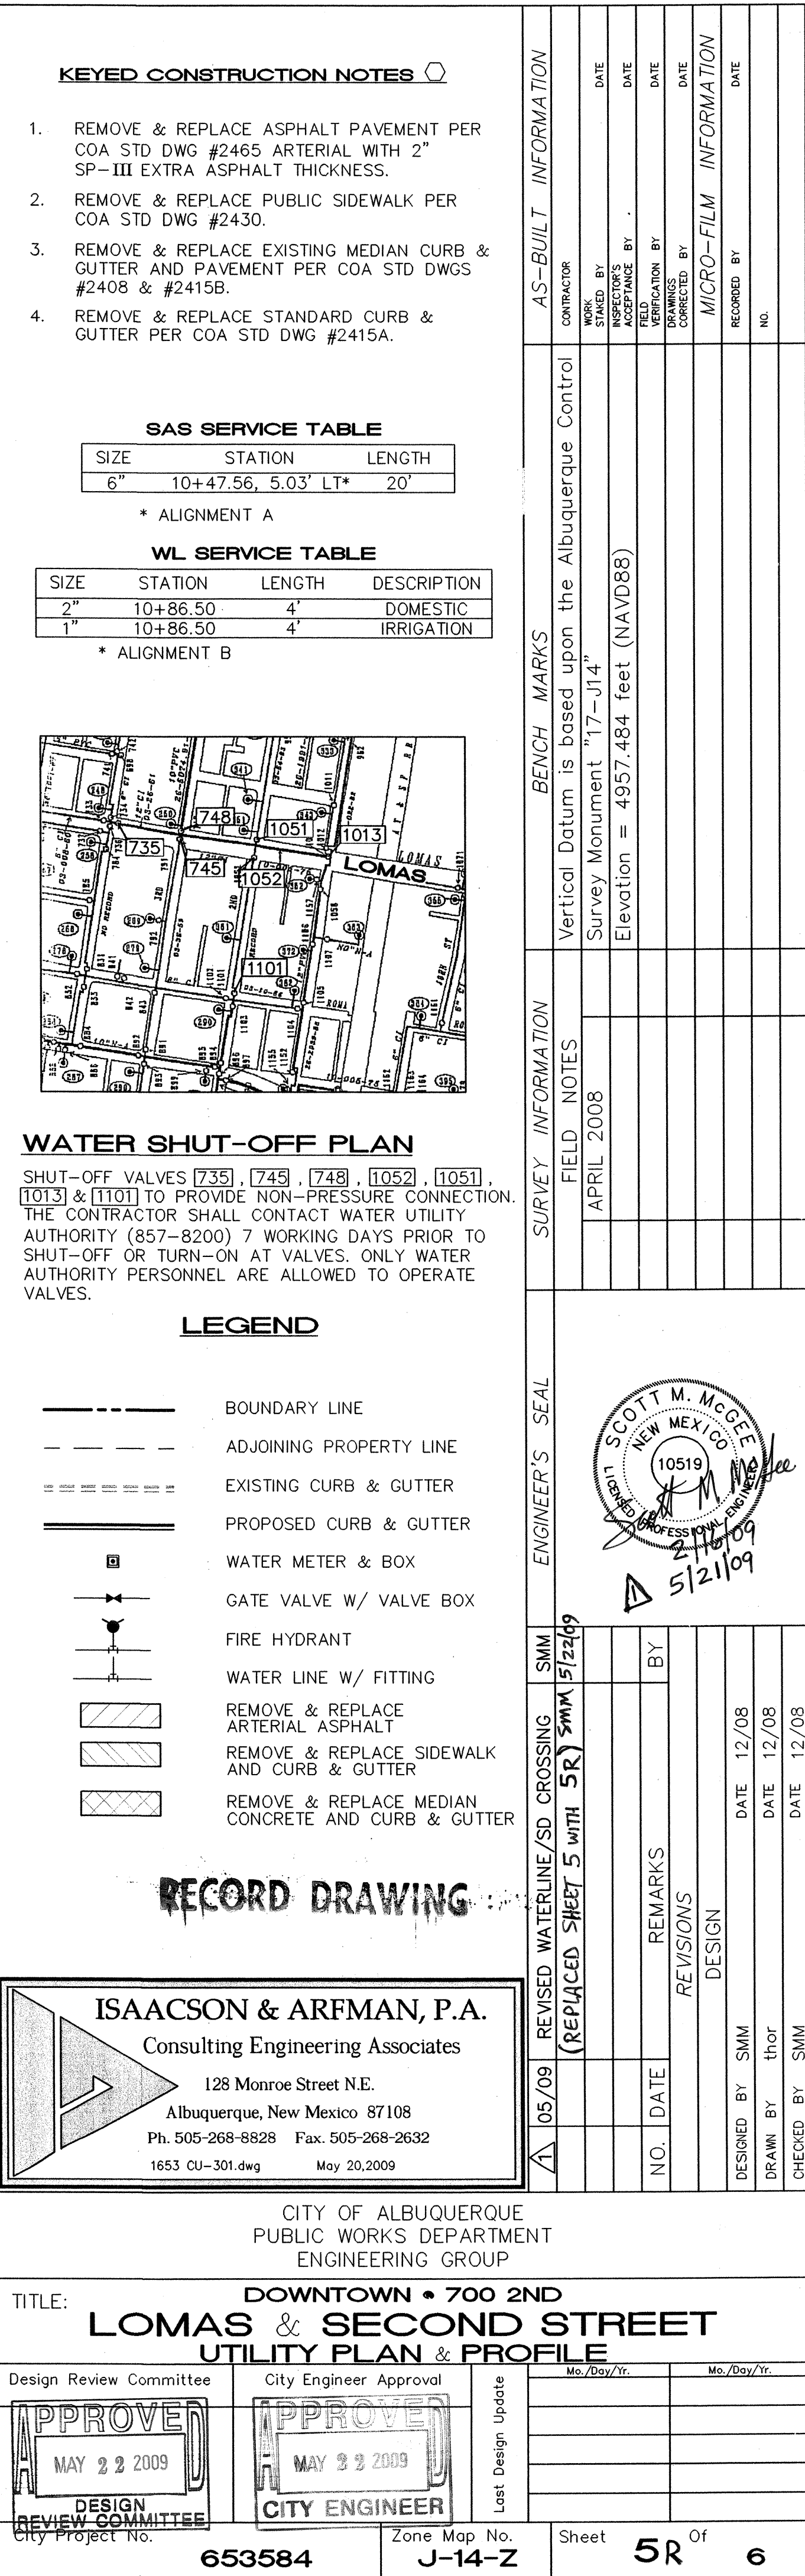 KEYED CONSTRUCTION NOTES
1. REMOVE & REPLACE ASPHALT PAVEMENT PER
COA STD DWG #2465 ARTERIAL WITH 2"
SP-III EXTRA ASPHALT THICKNESS.
2. REMOVE & REPLACE PUBLIC SIDEWALK PER
COA STD DWG #2430.
3. REMOVE & REPLACE EXISTING MEDIAN CURB &
GUTTER AND PAVEMENT PER COA STD DWGS
#2408 & #2415B.
4. REMOVE & REPLACE STANDARD CURB &
GUTTER PER COA STD DWG #2415A.
SAS SERVICE TABLE
SIZE STATION LENGTH
6" 10+47.56, 5.03' LT* 20'
* ALIGNMENT A
WL SERVICE TABLE
SIZE STATION LENGTH DESCRIPTION
2" 10+86.50 4' DOMESTIC
1" 10+86.50 4' IRRIGATION
* ALIGNMENT B
748
1051
1013
735
745
1052
LOMAS
LOMAS
1101
ROMA
WATER SHUT-OFF PLAN
SHUT-OFF VALVES 735 , 745 , 748 , 1052 , 1051 ,
1013 & 1101 TO PROVIDE NON-PRESSURE CONNECTION.
THE CONTRACTOR SHALL CONTACT WATER UTILITY
AUTHORITY (857-8200) 7 WORKING DAYS PRIOR TO
SHUT-OFF OR TURN-ON AT VALVES. ONLY WATER
AUTHORITY PERSONNEL ARE ALLOWED TO OPERATE
VALVES.
LEGEND
BOUNDARY LINE
ADJOINING PROPERTY LINE
EXISTING CURB & GUTTER
PROPOSED CURB & GUTTER
WATER METER & BOX
GATE VALVE W/ VALVE BOX
FIRE HYDRANT
WATER LINE W/ FITTING
REMOVE & REPLACE
ARTERIAL ASPHALT
REMOVE & REPLACE SIDEWALK
AND CURB & GUTTER
REMOVE & REPLACE MEDIAN
CONCRETE AND CURB & GUTTER
RECORD DRAWING
ISAACSON & ARFMAN, P.A.
Consulting Engineering Associates
128 Monroe Street N.E.
Albuquerque, New Mexico 87108
Ph. 505-268-8828 Fax. 505-268-2632
1653 CU-301.dwg May 20,2009
AS-BUILT INFORMATION
CONTRACTOR
WORK
STAKED BY DATE
INSPECTOR'S
ACCEPTANCE BY . DATE
FIELD
VERIFICATION BY DATE
DRAWINGS
CORRECTED BY DATE
MICRO-FILM INFORMATION
RECORDED BY DATE
NO.
BENCH MARKS
Vertical Datum is based upon the Albuquerque Control
Survey Monument "17-J14"
Elevation = 4957.484 feet (NAVD88)
SURVEY INFORMATION
FIELD NOTES
APRIL 2008
ENGINEER'S SEAL
SCOTT M. McGEE
NEW MEXICO
10519
LICENSED PROFESSIONAL ENGINEER
Scott M McGee
2/16/09
1 5/21/09
1 05/09 REVISED WATERLINE/SD CROSSING SMM
(REPLACED SHEET 5 WITH 5R) SMM 5/22/09
NO. DATE REMARKS BY
REVISIONS
DESIGN
DESIGNED BY SMM DATE 12/08
DRAWN BY thor DATE 12/08
CHECKED BY SMM DATE 12/08
CITY OF ALBUQUERQUE
PUBLIC WORKS DEPARTMENT
ENGINEERING GROUP
TITLE:
DOWNTOWN • 700 2ND
LOMAS & SECOND STREET
UTILITY PLAN & PROFILE
Design Review Committee
APPROVED
MAY 22 2009
DESIGN
REVIEW COMMITTEE
City Engineer Approval
APPROVED
MAY 22 2009
CITY ENGINEER
Last Design Update
Mo./Day/Yr. Mo./Day/Yr.
City Project No.
653584
Zone Map No.
J-14-Z
Sheet 5R Of 6